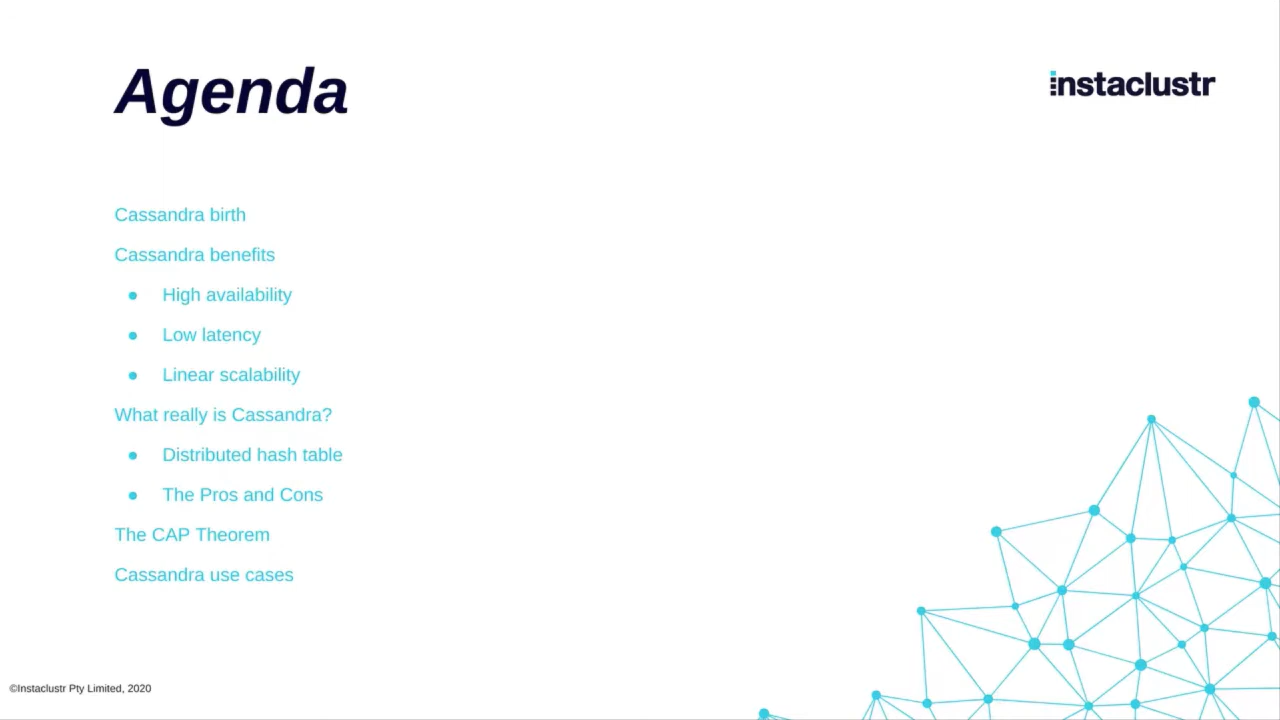 Agenda
instaclustr
Cassandra birth
Cassandra benefits
● High availability
● Low latency
● Linear scalability
What really is Cassandra?
● Distributed hash table
● The Pros and Cons
The CAP Theorem
Cassandra use cases
©Instaclustr Pty Limited, 2020